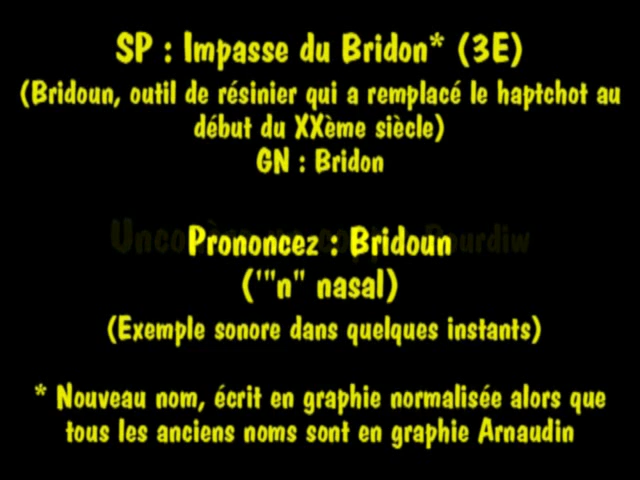 SP : Impasse du Bridon* (3E)
(Bridoun, outil de résinier qui a remplacé le haptchot au
début du XXème siècle)
GN : Bridon
Prononcez : Bridoun
('"n" nasal)
(Exemple sonore dans quelques instants)
* Nouveau nom, écrit en graphie normalisée alors que
tous les anciens noms sont en graphie Arnaudin